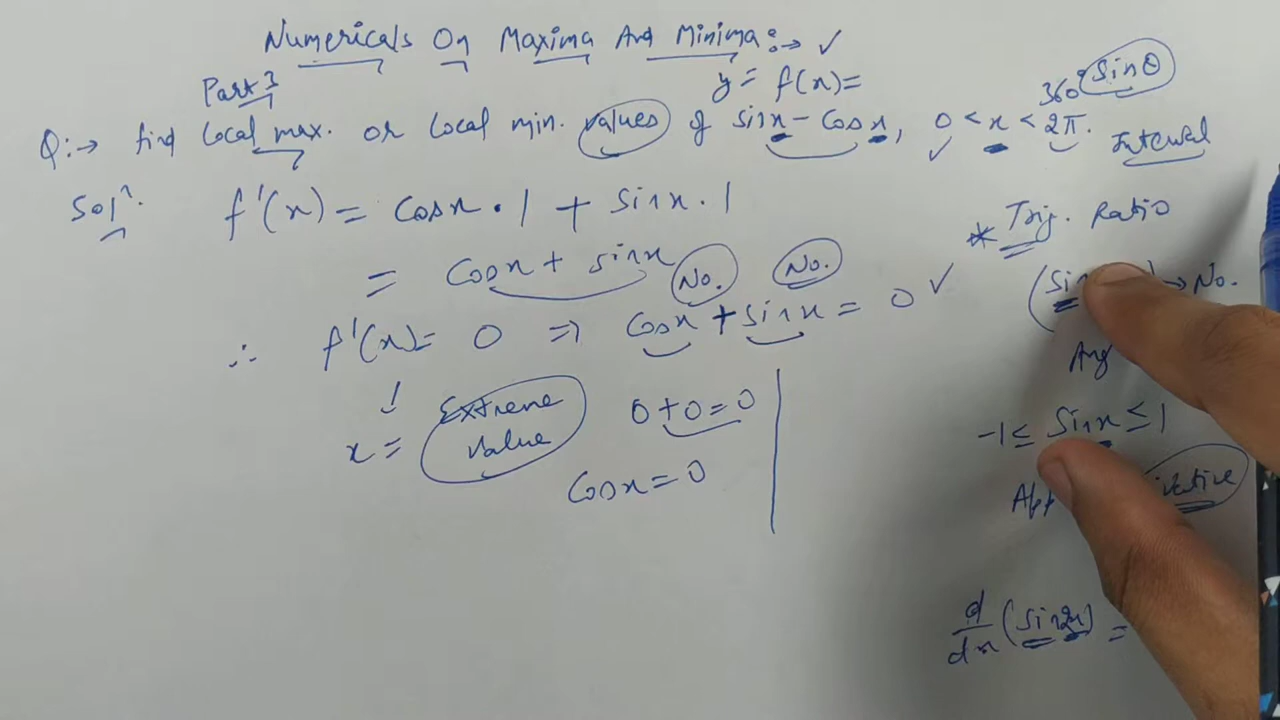 Numericals On Maxima And Minima :→ ✓
Part 3
y = f(x)=
360° sinθ
Q:→ find local max. or local min. values of sinx - cosx, 0 < x < 2π. Interval
Solⁿ. f'(x) = cosx · 1 + sinx · 1
* Trig. Ratio
= cosx + sinx
No. No.
→ No.
∴ f'(x)= 0 ⇒ cosx + sinx = 0 ✓
x = Extreme value
0 + 0 = 0
-1 ≤ sinx ≤ 1
cosx = 0
d/dx (sin2x) =